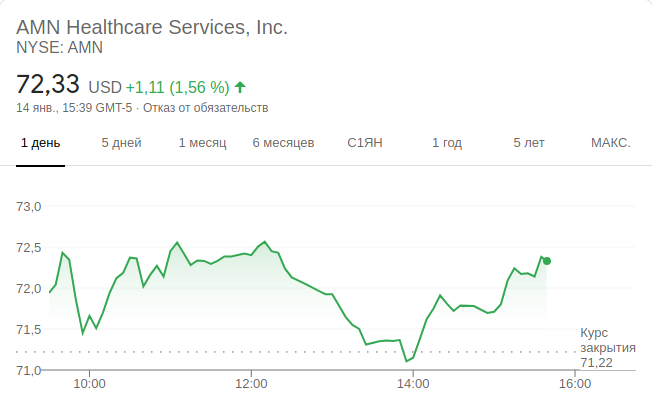 AMN Healthcare Services, Inc.
NYSE: AMN
72,33 USD +1,11 (1,56 %)
14 янв., 15:39 GMT-5 · Отказ от обязательств
1 день 5 дней 1 месяц 6 месяцев С1ЯН 1 год 5 лет МАКС.
73,0
72,5
72,0
71,5
Курс
закрытия
71,22
71,0
10:00 12:00 14:00 16:00